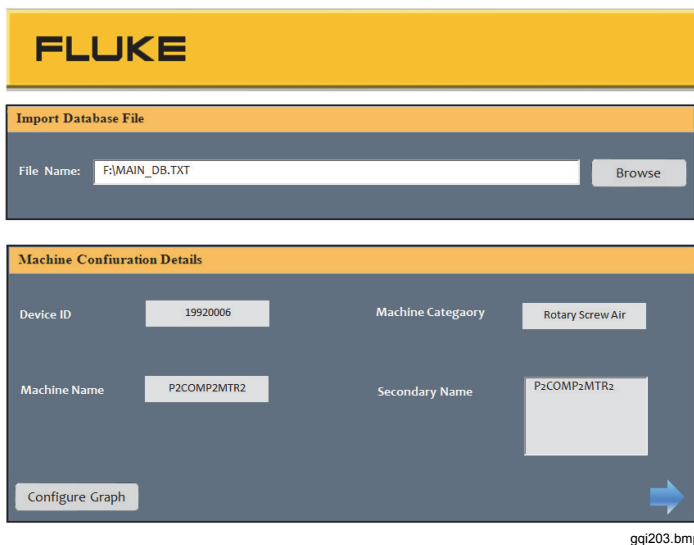 FLUKE
Import Database File
File Name: F:\MAIN_DB.TXT Browse
Machine Confiuration Details
Device ID 19920006 Machine Categaory Rotary Screw Air
Machine Name P2COMP2MTR2 Secondary Name P2COMP2MTR2
Configure Graph
gqi203.bmp